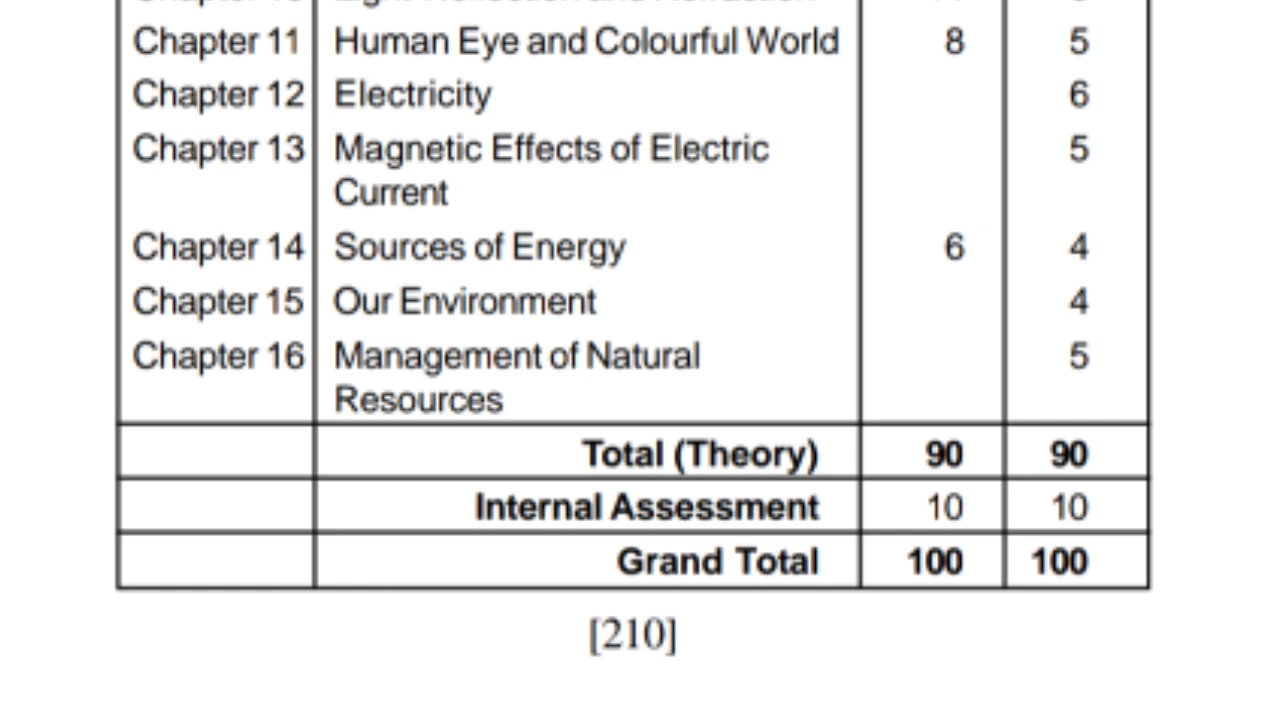 Chapter 11 Human Eye and Colourful World 8 5
Chapter 12 Electricity 6
Chapter 13 Magnetic Effects of Electric 5
Current
Chapter 14 Sources of Energy 6 4
Chapter 15 Our Environment 4
Chapter 16 Management of Natural 5
Resources
Total (Theory) 90 90
Internal Assessment 10 10
Grand Total 100 100
[210]